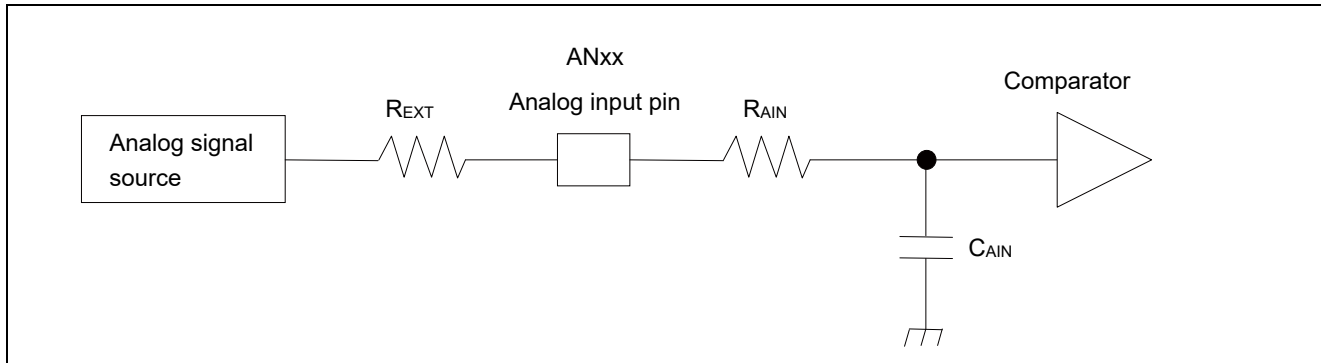 ANxx
Analog input pin
Comparator
REXT
RAIN
Analog signal
source
CAIN